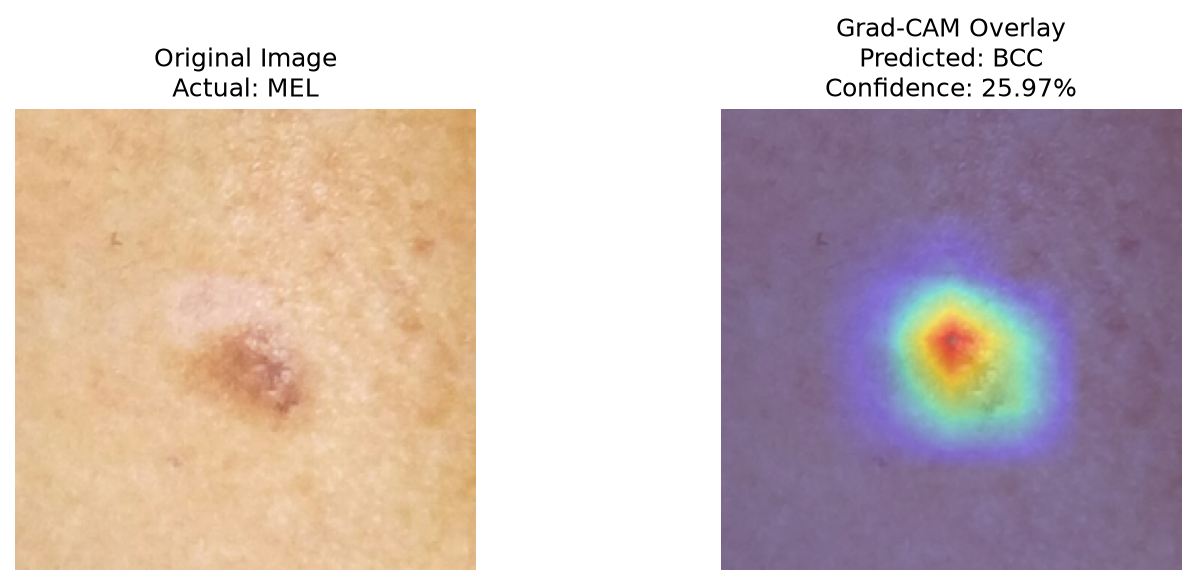 Original Image
Actual: MEL
Grad-CAM Overlay
Predicted: BCC
Confidence: 25.97%